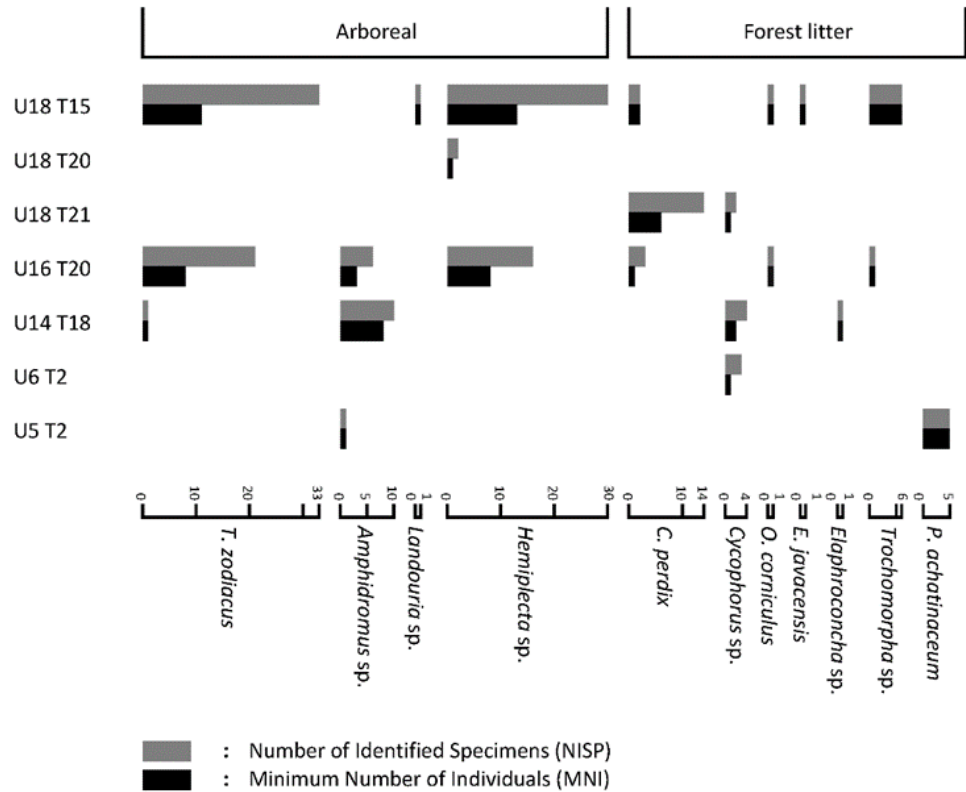 Arboreal
Forest litter
U18 T15
U18 T20
U18 T21
U16 T20
U14 T18
U6 T2
U5 T2
0 10 20 33
0 5 10
0 1
0 10 20 30
0 10 14
0 4
0 1
0 1
0 1
0 6
0 5
T. zodiacus
Amphidromus sp.
Landouria sp.
Hemiplecta sp.
C. perdix
Cycophorus sp.
O. corniculus
E. javacensis
Elaphroconcha sp.
Trochomorpha sp.
P. achatinaceum
: Number of Identified Specimens (NISP)
: Minimum Number of Individuals (MNI)